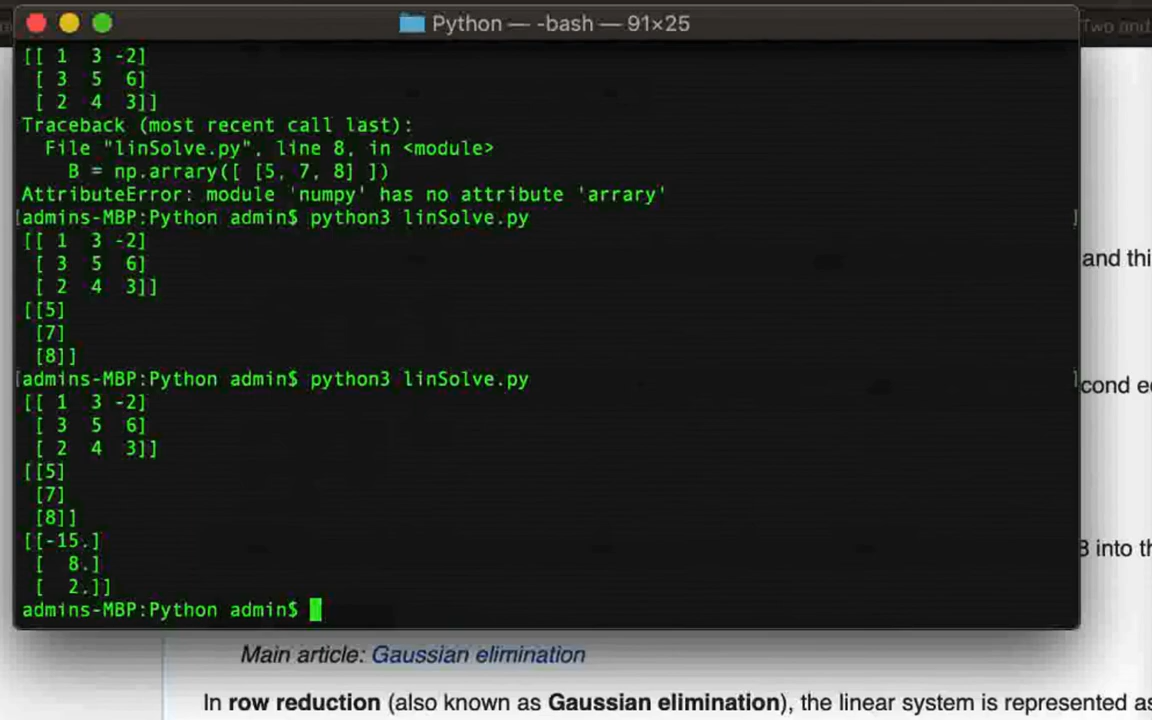 Python — -bash — 91×25
Two and
[[ 1 3 -2]
[ 3 5 6]
[ 2 4 3]]
Traceback (most recent call last):
File "linSolve.py", line 8, in <module>
B = np.arrary([ [5, 7, 8] ])
AttributeError: module 'numpy' has no attribute 'arrary'
[admins-MBP:Python admin$ python3 linSolve.py ]
[[ 1 3 -2]
[ 3 5 6]
[ 2 4 3]]
[[5]
[7]
[8]]
[admins-MBP:Python admin$ python3 linSolve.py ]
[[ 1 3 -2]
[ 3 5 6]
[ 2 4 3]]
[[5]
[7]
[8]]
[[-15.]
[ 8.]
[ 2.]]
admins-MBP:Python admin$
and thi
cond e
8 into th
Main article: Gaussian elimination
In row reduction (also known as Gaussian elimination), the linear system is represented as